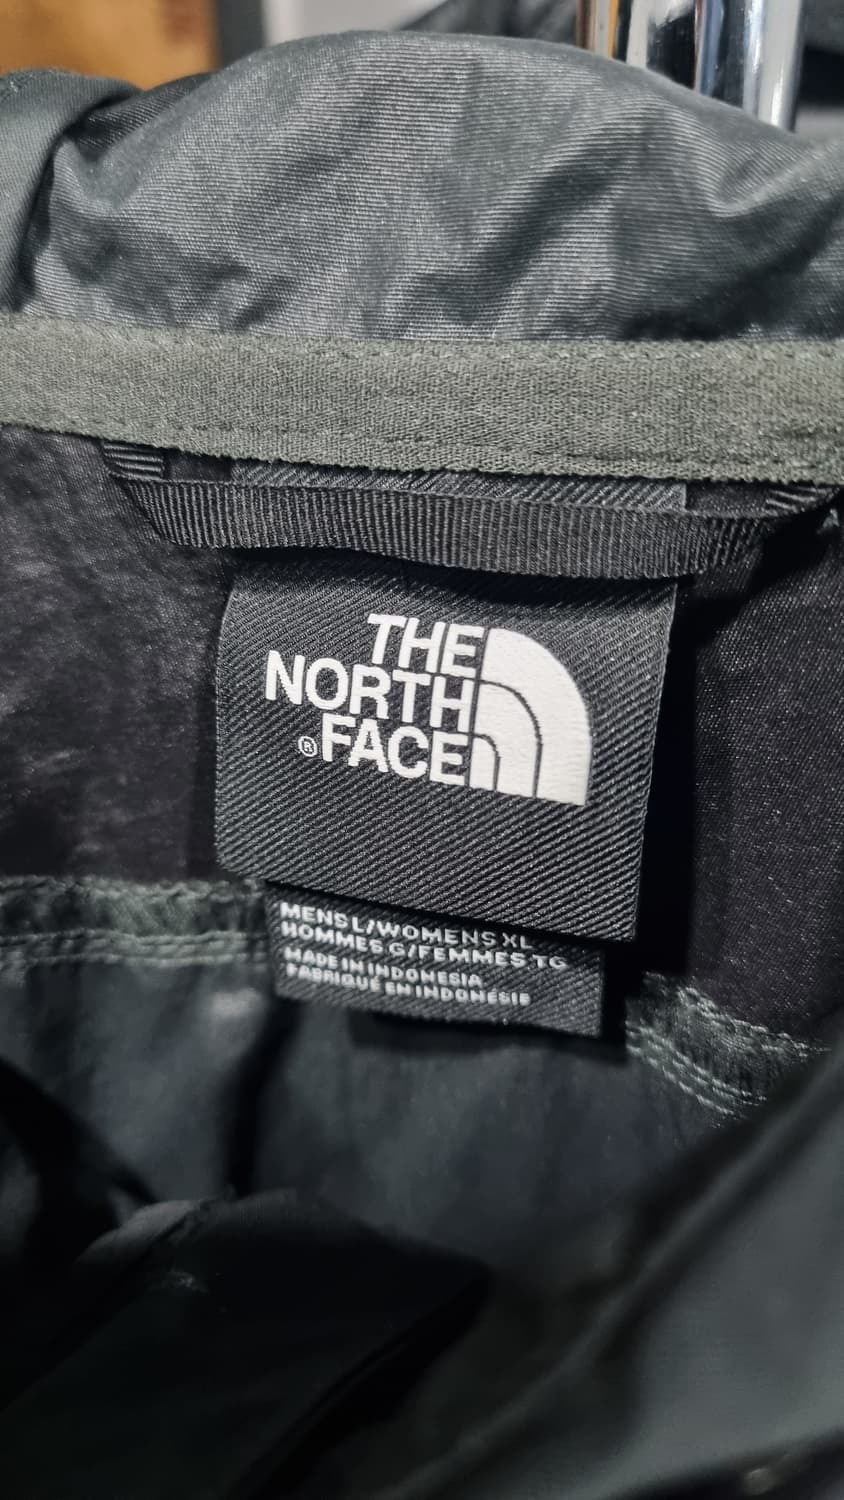 THE
NORTH
®FACE
MENS L/WOMENS XL
HOMMES G/FEMMES TG
MADE IN INDONESIA
FABRIQUÉ EN INDONÉSIE